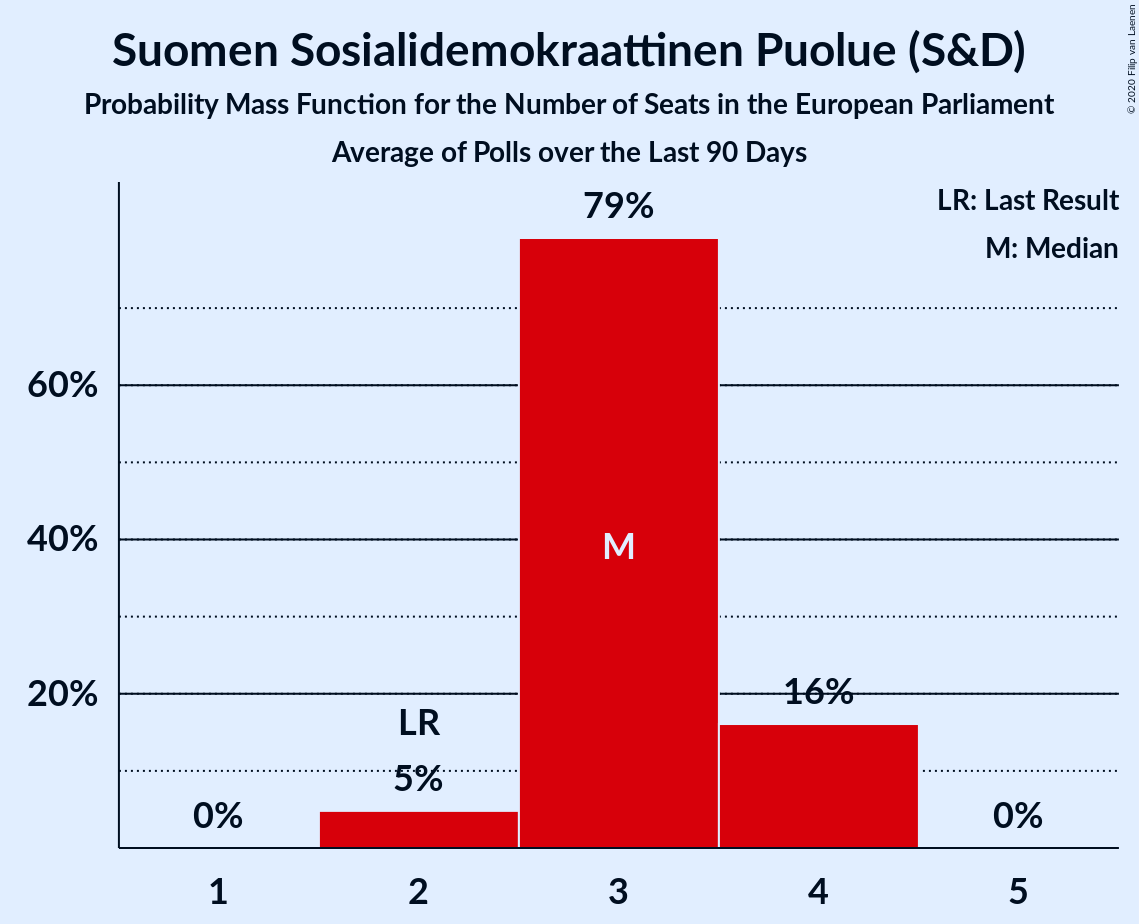 Suomen Sosialidemokraattinen Puolue (S&D)
Probability Mass Function for the Number of Seats in the European Parliament
Average of Polls over the Last 90 Days
© 2020 Filip van Laenen
LR: Last Result
M: Median
79%
60%
40%
20%
M
16%
LR
5%
0%
0%
1
2
3
4
5